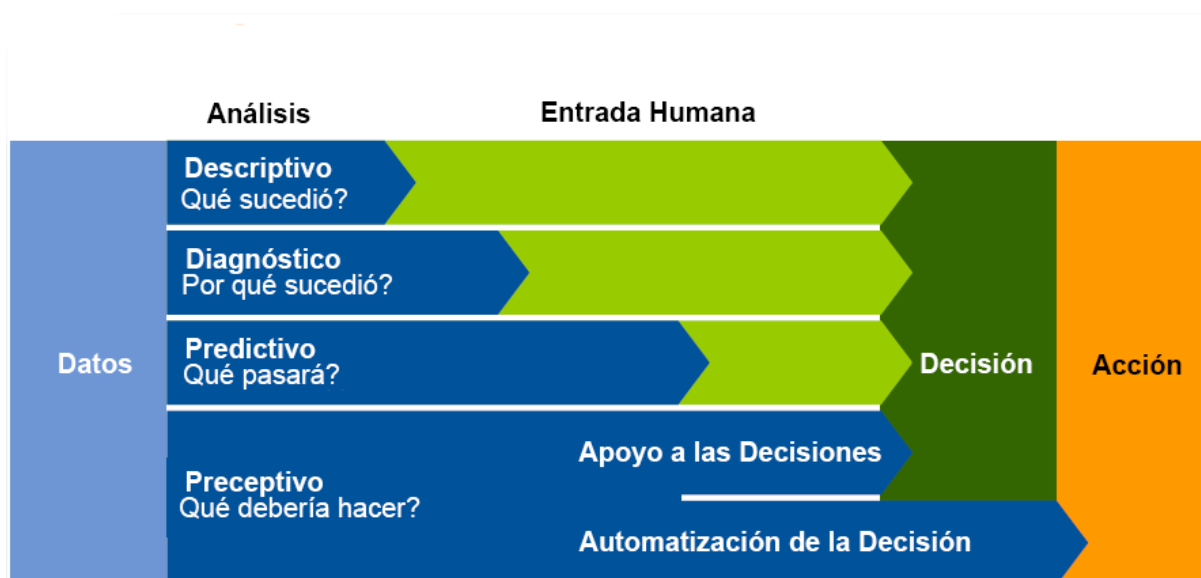 Análisis
Entrada Humana
Datos
Descriptivo
Qué sucedió?
Diagnóstico
Por qué sucedió?
Predictivo
Qué pasará?
Preceptivo
Qué debería hacer?
Apoyo a las Decisiones
Automatización de la Decisión
Decisión
Acción